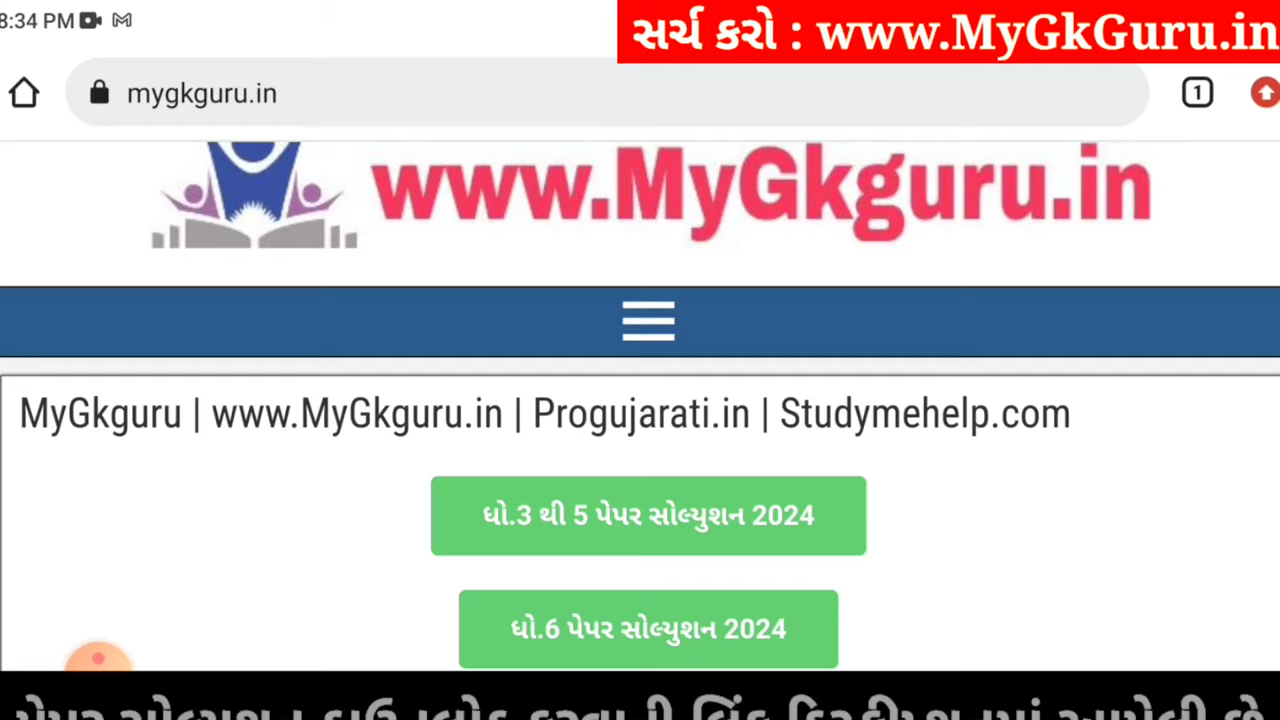 8:34 PM
સર્ચ કરો : www.MyGkGuru.in
mygkguru.in
1
www.MyGkguru.in
MyGkguru | www.MyGkguru.in | Progujarati.in | Studymehelp.com
ધો.3 થી 5 પેપર સોલ્યુશન 2024
ધો.6 પેપર સોલ્યુશન 2024